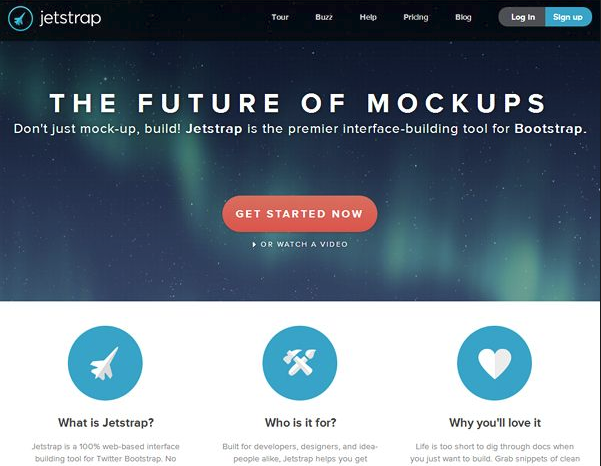 jetstrap
Tour Buzz Help Pricing Blog Log In Sign up
THE FUTURE OF MOCKUPS
Don't just mock-up, build! Jetstrap is the premier interface-building tool for Bootstrap.
GET STARTED NOW
OR WATCH A VIDEO
What is Jetstrap?
Jetstrap is a 100% web-based interface
building tool for Twitter Bootstrap. No
Who is it for?
Built for developers, designers, and idea-
people alike, Jetstrap helps you get
Why you'll love it
Life is too short to dig through docs when
you just want to build. Grab snippets of clean